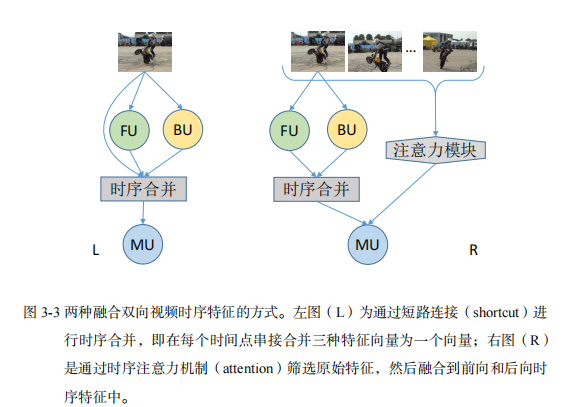 ...
FU
BU
FU
BU
注意力模块
时序合并
时序合并
L
MU
MU
R
图 3-3 两种融合双向视频时序特征的方式。左图（L）为通过短路连接（shortcut）进
行时序合并，即在每个时间点串接合并三种特征向量为一个向量；右图（R）
是通过时序注意力机制（attention）筛选原始特征，然后融合到前向和后向时
序特征中。